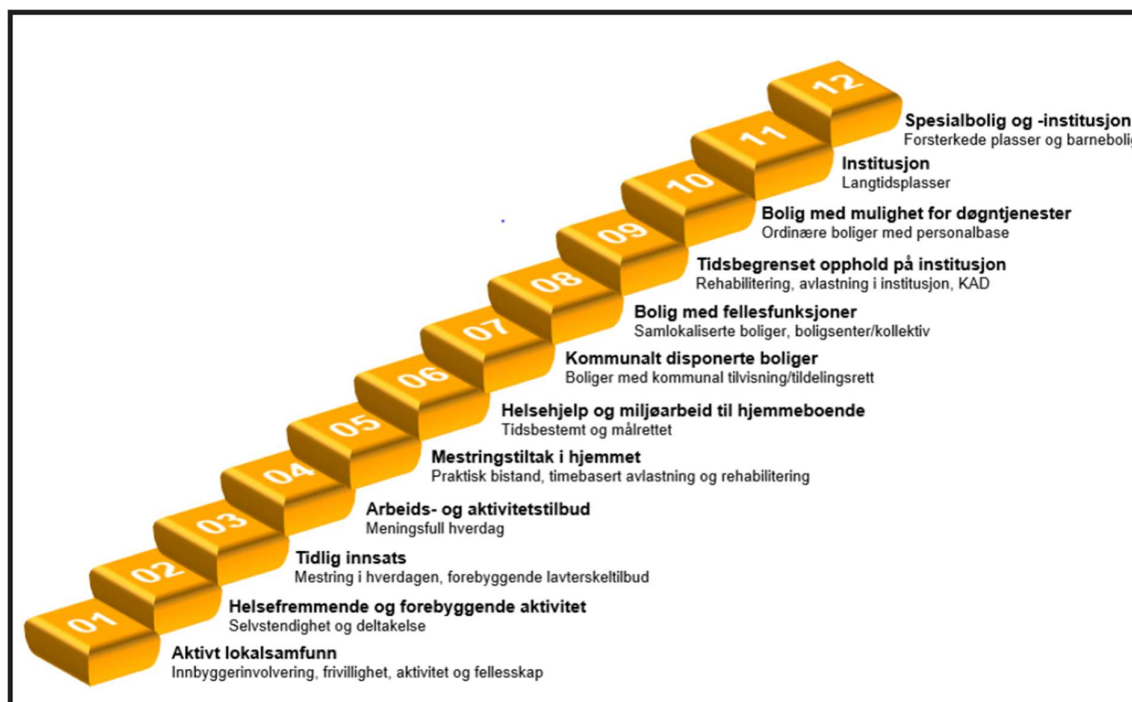 12
Spesialbolig og -institusjon
Forsterkede plasser og barnebolig
11
Institusjon
Langtidsplasser
10
Bolig med mulighet for døgntjenester
Ordinære boliger med personalbase
09
Tidsbegrenset opphold på institusjon
Rehabilitering, avlastning i institusjon, KAD
08
Bolig med fellesfunksjoner
Samlokaliserte boliger, boligsenter/kollektiv
07
Kommunalt disponerte boliger
Boliger med kommunal tilvisning/tildelingsrett
06
Helsehjelp og miljøarbeid til hjemmeboende
Tidsbestemt og målrettet
05
Mestringstiltak i hjemmet
Praktisk bistand, timebasert avlastning og rehabilitering
04
Arbeids- og aktivitetstilbud
Meningsfull hverdag
03
Tidlig innsats
Mestring i hverdagen, forebyggende lavterskeltilbud
02
Helsefremmende og forebyggende aktivitet
Selvstendighet og deltakelse
01
Aktivt lokalsamfunn
Innbyggerinvolvering, frivillighet, aktivitet og fellesskap